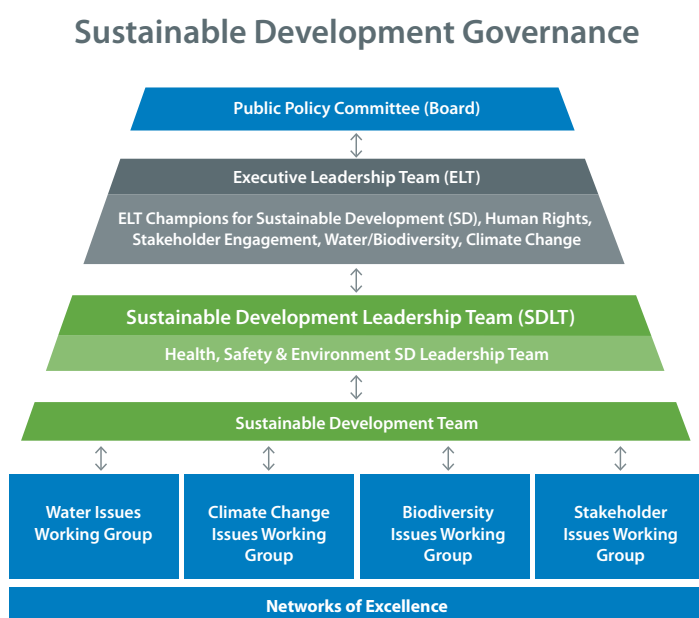 Sustainable Development Governance
Public Policy Committee (Board)
Executive Leadership Team (ELT)
ELT Champions for Sustainable Development (SD), Human Rights,
Stakeholder Engagement, Water/Biodiversity, Climate Change
Sustainable Development Leadership Team (SDLT)
Health, Safety & Environment SD Leadership Team
Sustainable Development Team
Water Issues
Working Group
Climate Change
Issues Working
Group
Biodiversity
Issues Working
Group
Stakeholder
Issues Working
Group
Networks of Excellence